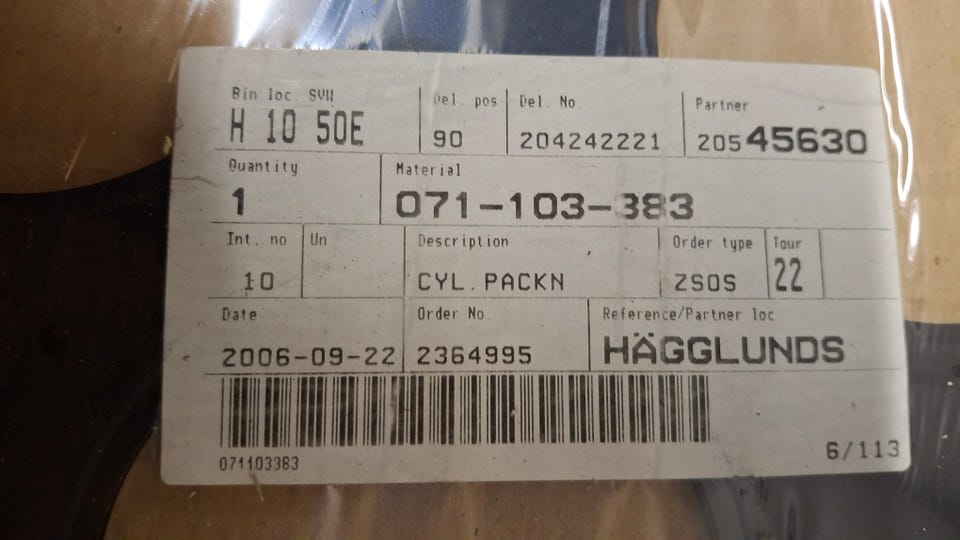 Bin loc. SVW Del. pos Del. No Partner
H 10 50E 90 204242221 20545630
Quantity Material
1 071-103-383
Int. no Un Description Order type Tour
10 CYL. PACKN ZSOS 22
Date Order No Reference/Partner loc
2006-09-22 2364995 HÄGGLUNDS
071103383 6/113